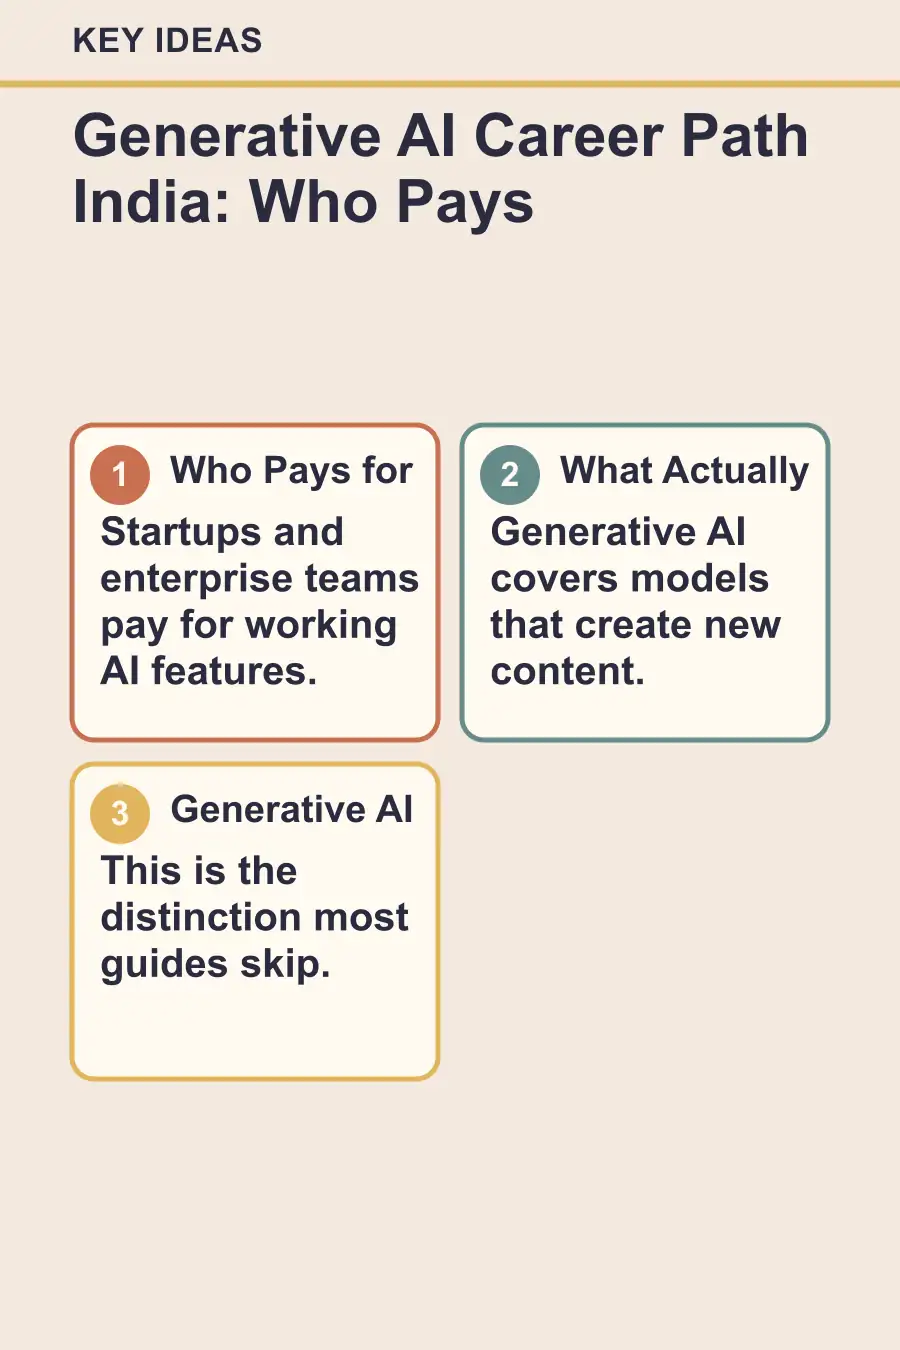 KEY IDEAS
Generative AI Career Path
India: Who Pays
1
Who Pays for
Startups and
enterprise teams
pay for working
AI features.
2
What Actually
Generative AI
covers models
that create new
content.
3
Generative AI
This is the
distinction most
guides skip.